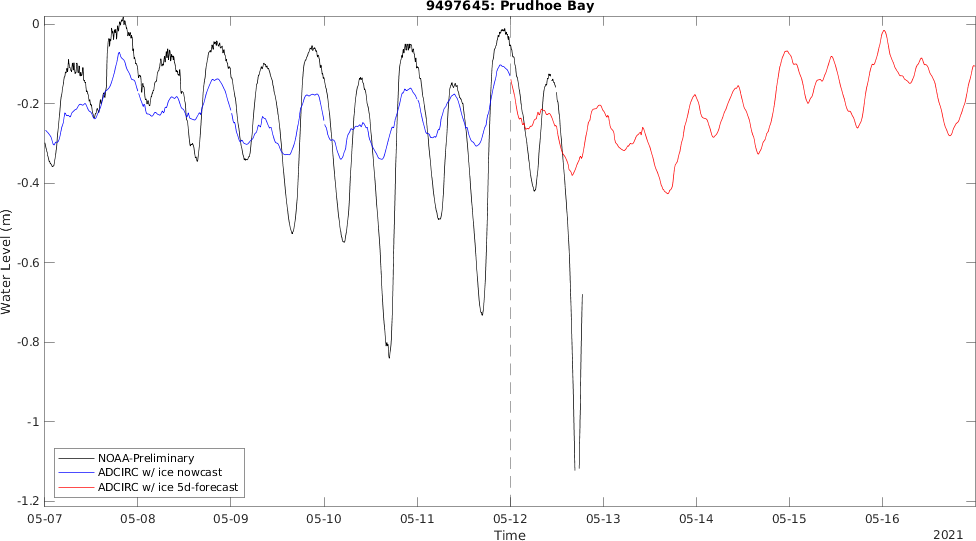 9497645: Prudhoe Bay
0
-0.2
-0.4
-0.6
-0.8
-1
-1.2
Water Level (m)
NOAA-Preliminary
ADCIRC w/ ice nowcast
ADCIRC w/ ice 5d-forecast
05-07 05-08 05-09 05-10 05-11 05-12 05-13 05-14 05-15 05-16
Time
2021